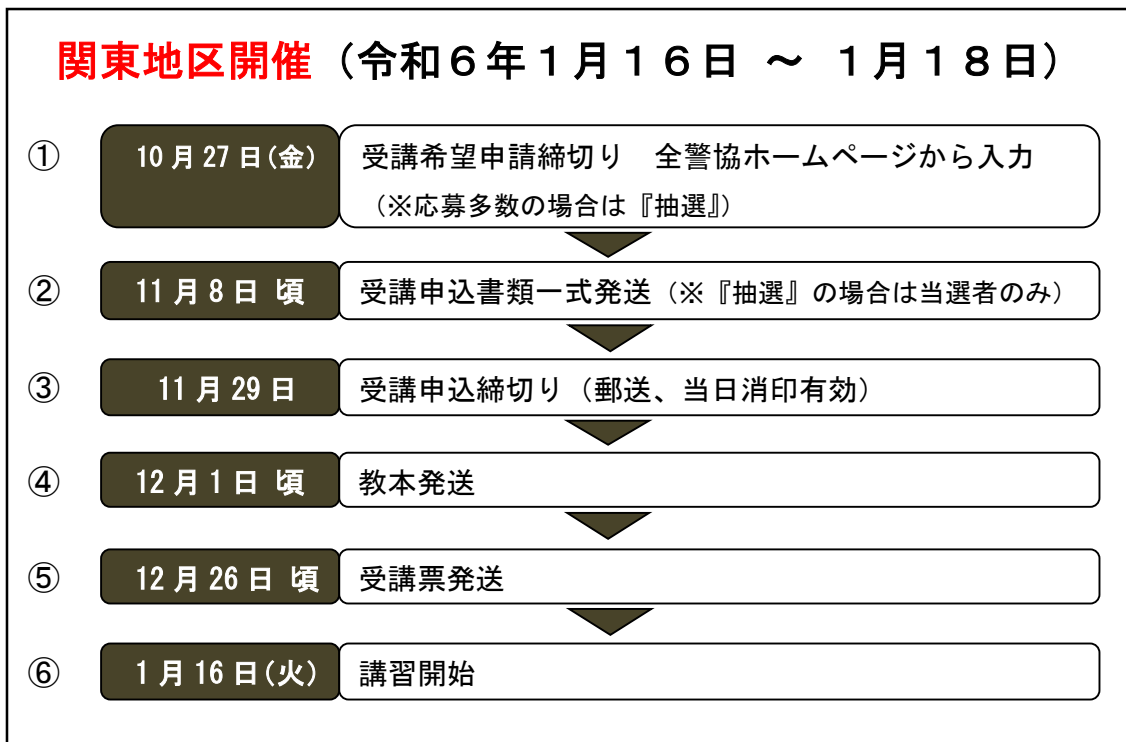 関東地区開催（令和６年１月１６日 ～ １月１８日）
① 10月27日(金) 受講希望申請締切り　全警協ホームページから入力
（※応募多数の場合は『抽選』）
② 11月8日 頃 受講申込書類一式発送（※『抽選』の場合は当選者のみ）
③ 11月29日 受講申込締切り（郵送、当日消印有効）
④ 12月1日 頃 教本発送
⑤ 12月26日 頃 受講票発送
⑥ 1月16日(火) 講習開始